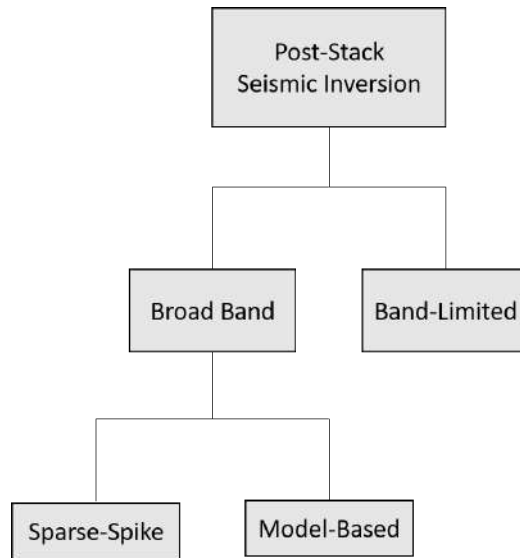 Post-Stack
Seismic Inversion
Broad Band
Band-Limited
Sparse-Spike
Model-Based